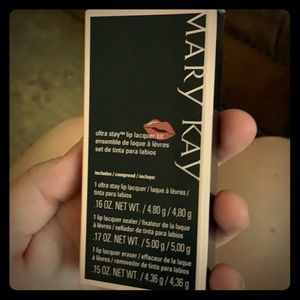 MARY KAY
ultra stay™ lip lacquer kit
ensemble de laque à lèvres
set de tinta para labios
includes / comprend / incluye:
1 ultra stay lip lacquer / laque à lèvres /
tinta para labios
.16 OZ. NET WT. / 4.80 g / 4,80 g
1 lip lacquer sealer / fixateur de la laque
à lèvres / sellador de tinta para labios
.17 OZ. NET WT. / 5.00 g / 5,00 g
1 lip lacquer eraser / effaceur de la laque
à lèvres / removedor de tinta para labios
.15 OZ. NET WT. / 4.36 g / 4,36 g